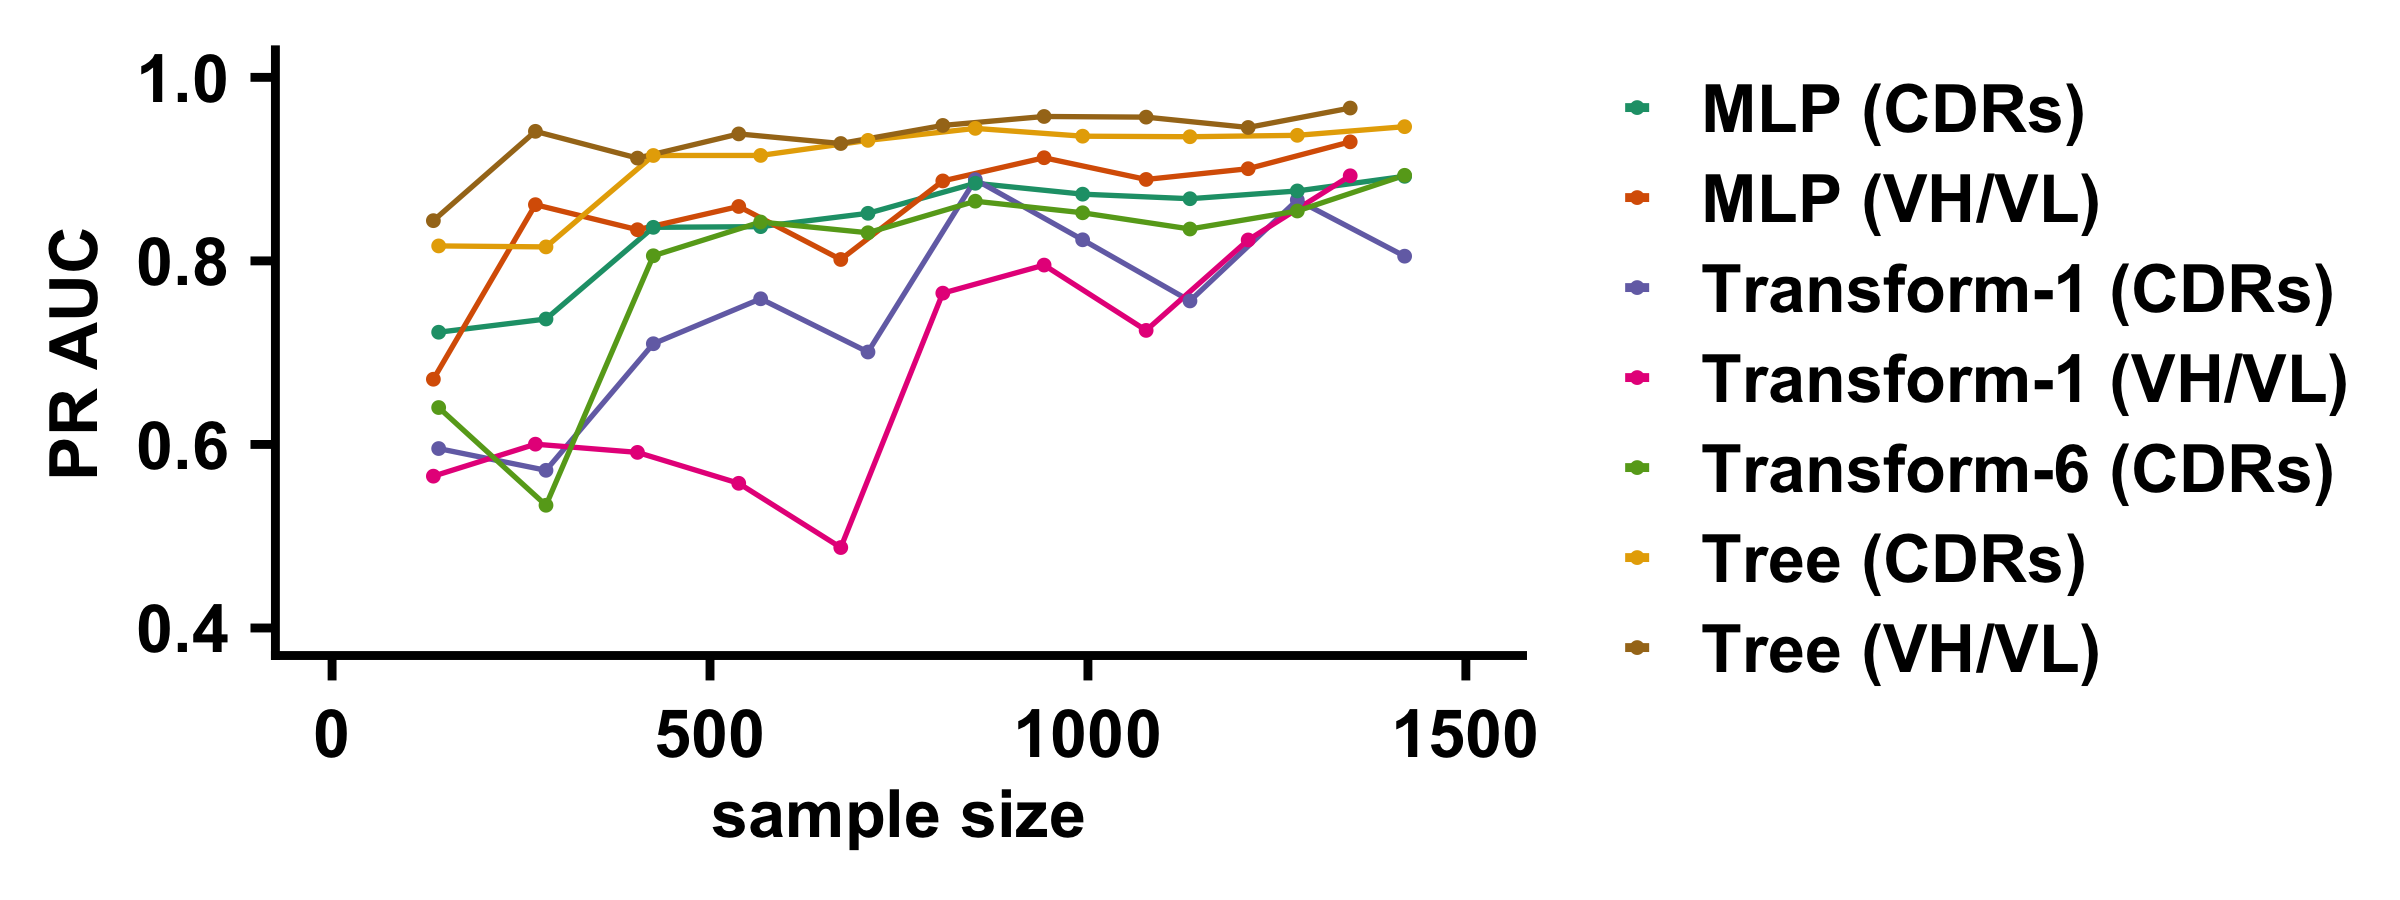 1.0
0.8
0.6
0.4
PR AUC
0
500
1000
1500
sample size
MLP (CDRs)
MLP (VH/VL)
Transform-1 (CDRs)
Transform-1 (VH/VL)
Transform-6 (CDRs)
Tree (CDRs)
Tree (VH/VL)